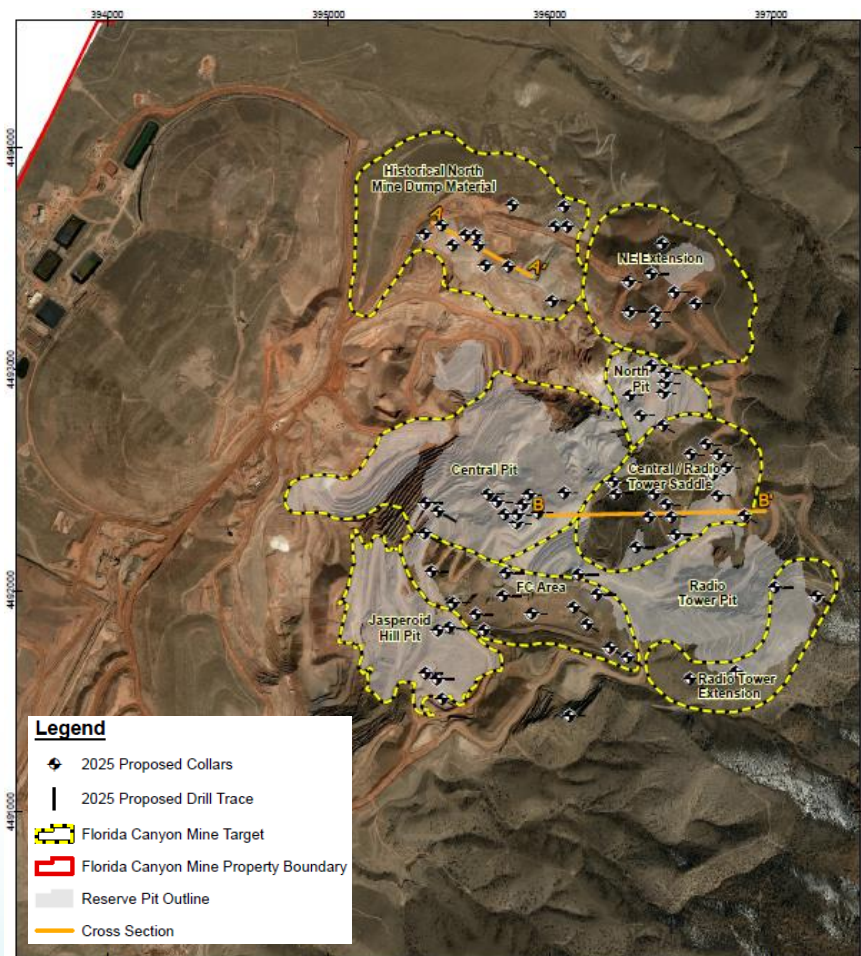 394000
395000
396000
397000
4494000
4493000
4492000
4491000
Historical North
Mine Dump Material
A
A'
NE Extension
North
Pit
Central Pit
Central / Radio
Tower Saddle
B
B'
FC Area
Radio
Tower Pit
Jasperoid
Hill Pit
Radio Tower
Extension
Legend
2025 Proposed Collars
2025 Proposed Drill Trace
Florida Canyon Mine Target
Florida Canyon Mine Property Boundary
Reserve Pit Outline
Cross Section